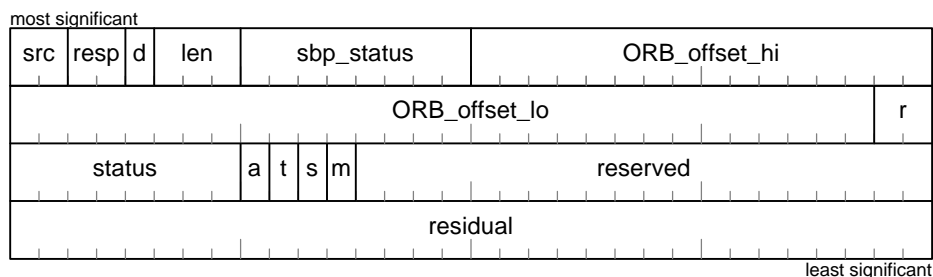 most significant
src resp d len sbp_status ORB_offset_hi
ORB_offset_lo r
status a t s m reserved
residual
least significant